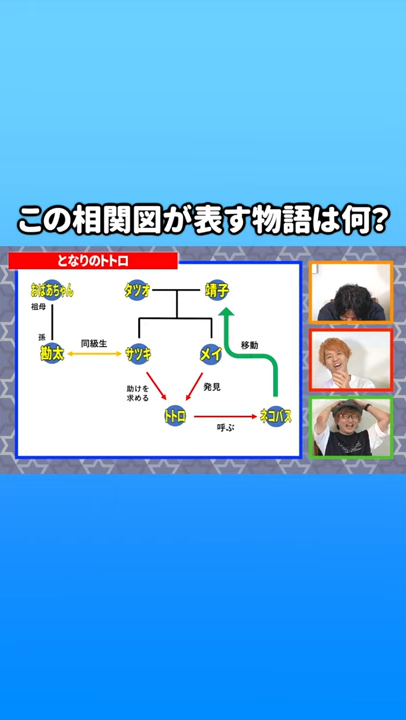 この相関図が表す物語は何?
となりのトトロ
おばあちゃん
タツオ
靖子
祖母
孫
勘太
同級生
サツキ
メイ
移動
助けを
求める
発見
トトロ
呼ぶ
ネコバス